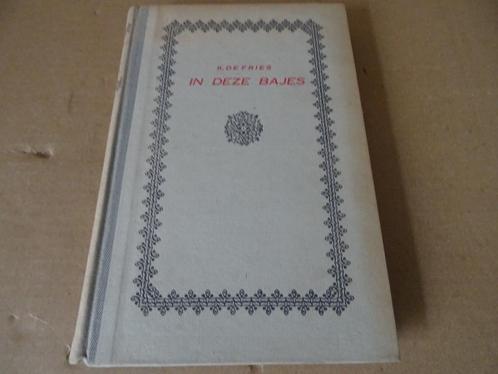 K. DE FRIES
IN DEZE BAJES